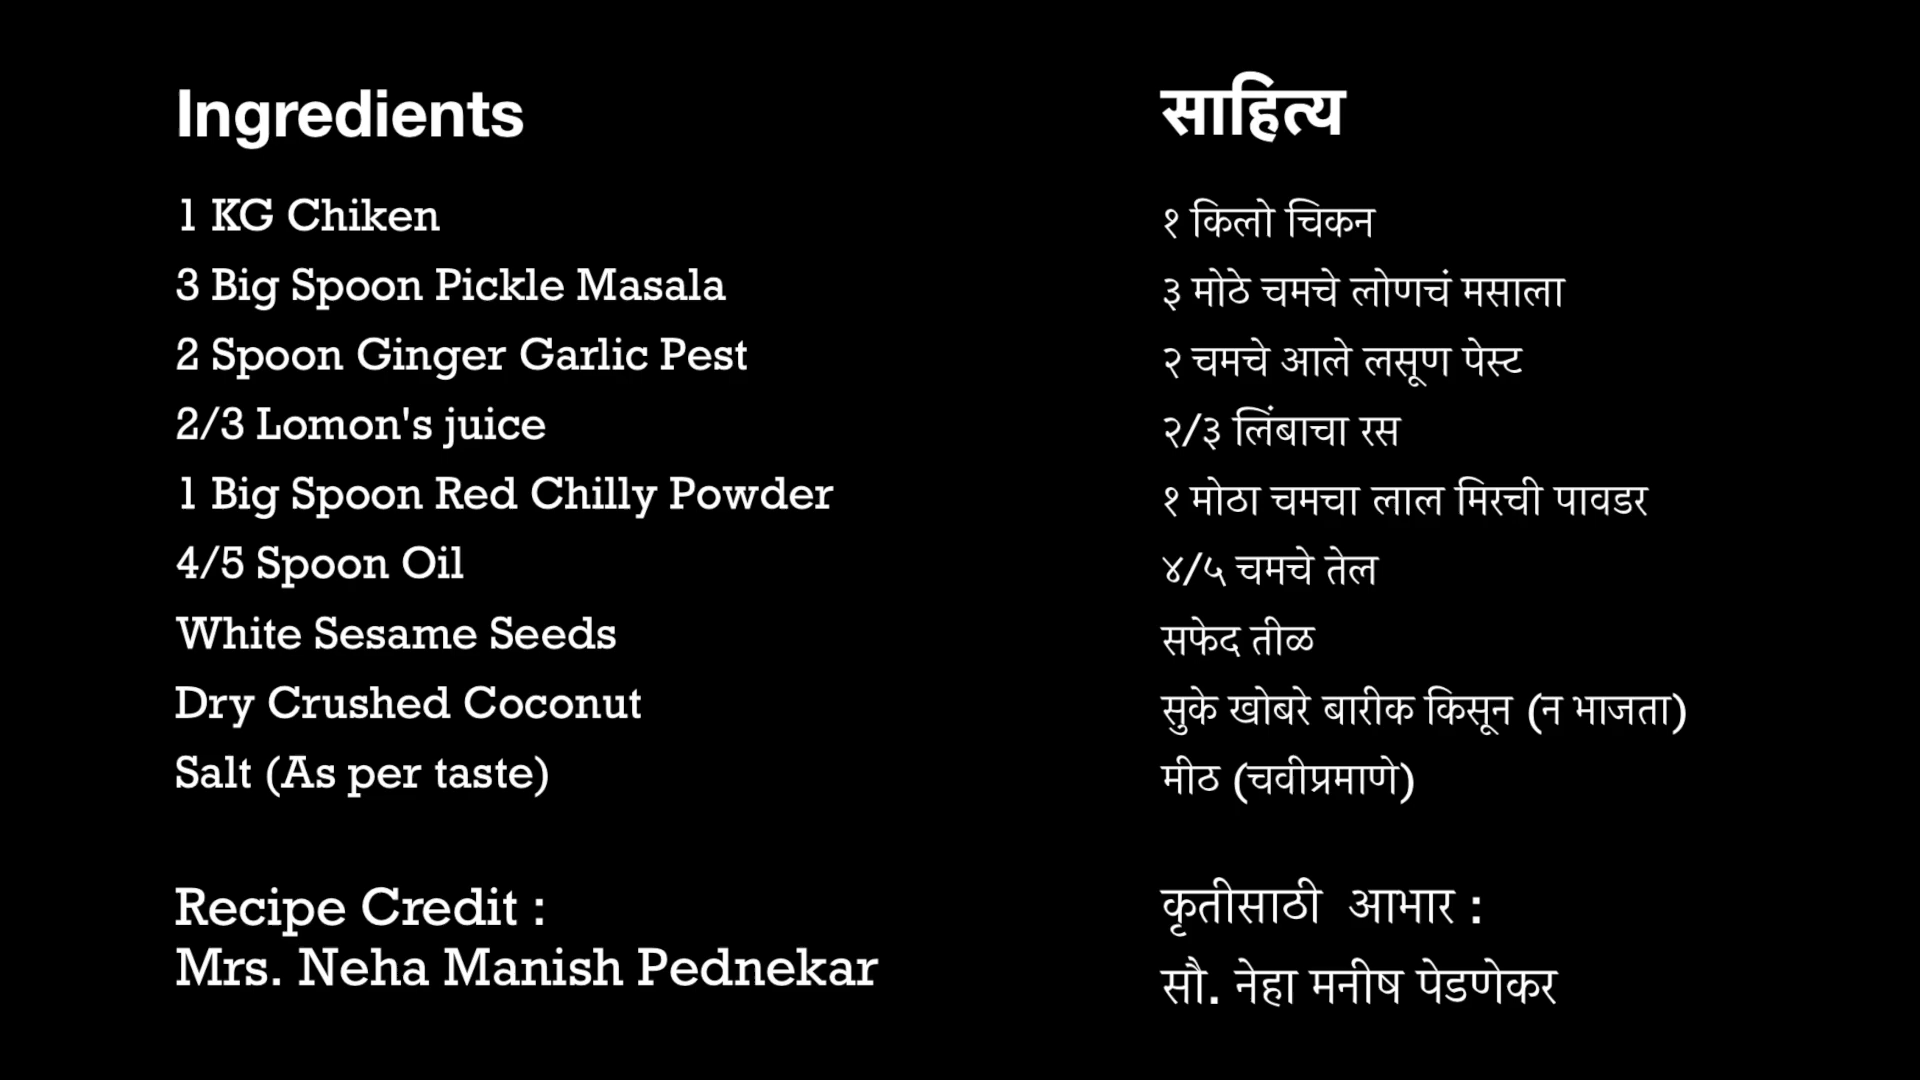 Ingredients
1 KG Chiken
3 Big Spoon Pickle Masala
2 Spoon Ginger Garlic Pest
2/3 Lomon's juice
1 Big Spoon Red Chilly Powder
4/5 Spoon Oil
White Sesame Seeds
Dry Crushed Coconut
Salt (As per taste)
Recipe Credit :
Mrs. Neha Manish Pednekar
साहित्य
१ किलो चिकन
३ मोठे चमचे लोणचं मसाला
२ चमचे आले लसूण पेस्ट
२/३ लिंबाचा रस
१ मोठा चमचा लाल मिरची पावडर
४/५ चमचे तेल
सफेद तीळ
सुके खोबरे बारीक किसून (न भाजता)
मीठ (चवीप्रमाणे)
कृतीसाठी आभार :
सौ. नेहा मनीष पेडणेकर